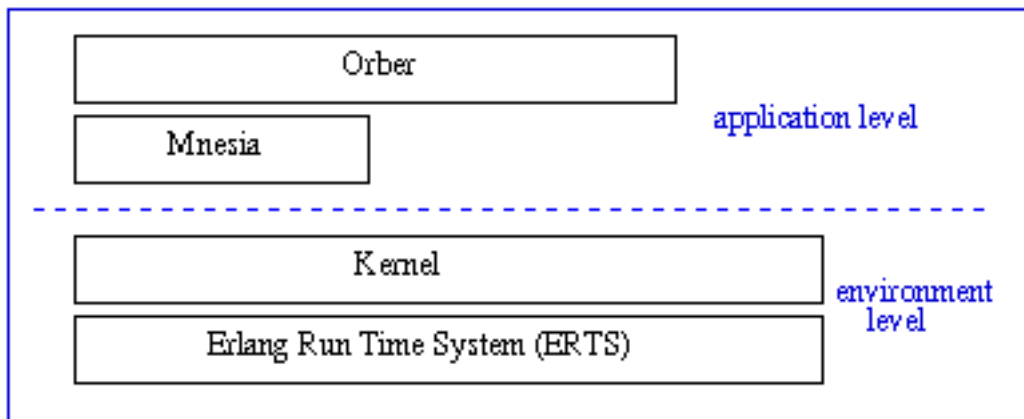 Orber
application level
Mnesia
Kernel
environment
level
Erlang Run Time System (ERTS)